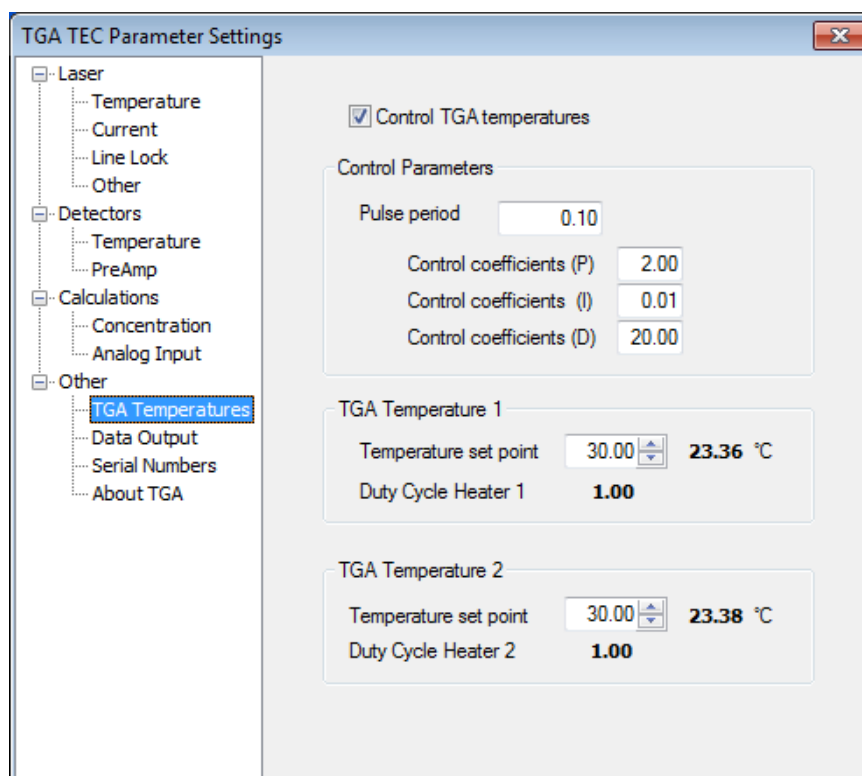 TGA TEC Parameter Settings
Laser
Temperature
Current
Line Lock
Other
Detectors
Temperature
PreAmp
Calculations
Concentration
Analog Input
Other
TGA Temperatures
Data Output
Serial Numbers
About TGA
Control TGA temperatures
Control Parameters
Pulse period 0.10
Control coefficients (P) 2.00
Control coefficients (I) 0.01
Control coefficients (D) 20.00
TGA Temperature 1
Temperature set point 30.00 23.36 °C
Duty Cycle Heater 1 1.00
TGA Temperature 2
Temperature set point 30.00 23.38 °C
Duty Cycle Heater 2 1.00